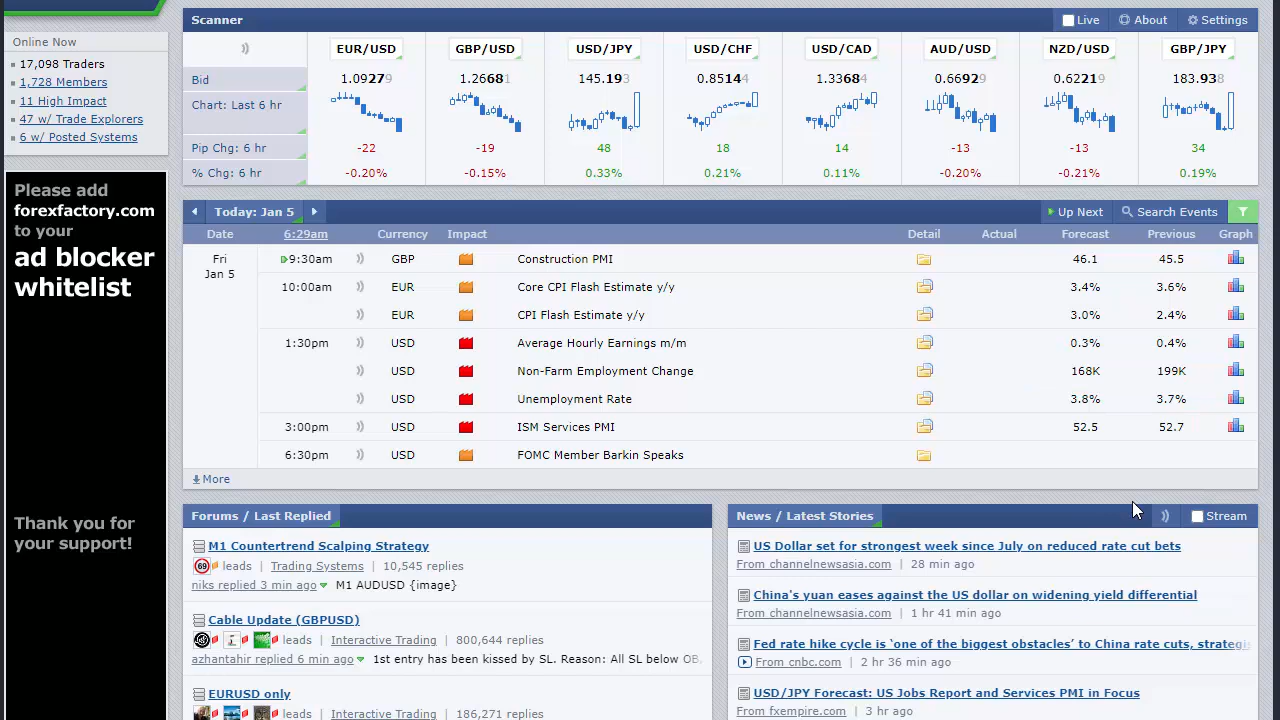 Scanner
Live
About
Settings
Online Now
17,098 Traders
1,728 Members
11 High Impact
47 w/ Trade Explorers
6 w/ Posted Systems
EUR/USD GBP/USD USD/JPY USD/CHF USD/CAD AUD/USD NZD/USD GBP/JPY
Bid 1.09279 1.26681 145.193 0.85144 1.33684 0.66929 0.62219 183.938
Chart: Last 6 hr
Pip Chg: 6 hr -22 -19 48 18 14 -13 -13 34
% Chg: 6 hr -0.20% -0.15% 0.33% 0.21% 0.11% -0.20% -0.21% 0.19%
Please add
forexfactory.com
to your
ad blocker
whitelist
Thank you for
your support!
Today: Jan 5
Up Next
Search Events
Date 6:29am Currency Impact Detail Actual Forecast Previous Graph
Fri
Jan 5
9:30am GBP Construction PMI 46.1 45.5
10:00am EUR Core CPI Flash Estimate y/y 3.4% 3.6%
EUR CPI Flash Estimate y/y 3.0% 2.4%
1:30pm USD Average Hourly Earnings m/m 0.3% 0.4%
USD Non-Farm Employment Change 168K 199K
USD Unemployment Rate 3.8% 3.7%
3:00pm USD ISM Services PMI 52.5 52.7
6:30pm USD FOMC Member Barkin Speaks
More
Forums / Last Replied
M1 Countertrend Scalping Strategy
69 leads | Trading Systems | 10,545 replies
niks replied 3 min ago M1 AUDUSD {image}
Cable Update (GBPUSD)
leads | Interactive Trading | 800,644 replies
azhantahir replied 6 min ago 1st entry has been kissed by SL. Reason: All SL below OB,
EURUSD only
leads | Interactive Trading | 186,271 replies
News / Latest Stories
Stream
US Dollar set for strongest week since July on reduced rate cut bets
From channelnewsasia.com | 28 min ago
China's yuan eases against the US dollar on widening yield differential
From channelnewsasia.com | 1 hr 41 min ago
Fed rate hike cycle is ‘one of the biggest obstacles’ to China rate cuts, strategis
From cnbc.com | 2 hr 36 min ago
USD/JPY Forecast: US Jobs Report and Services PMI in Focus
From fxempire.com | 3 hr ago